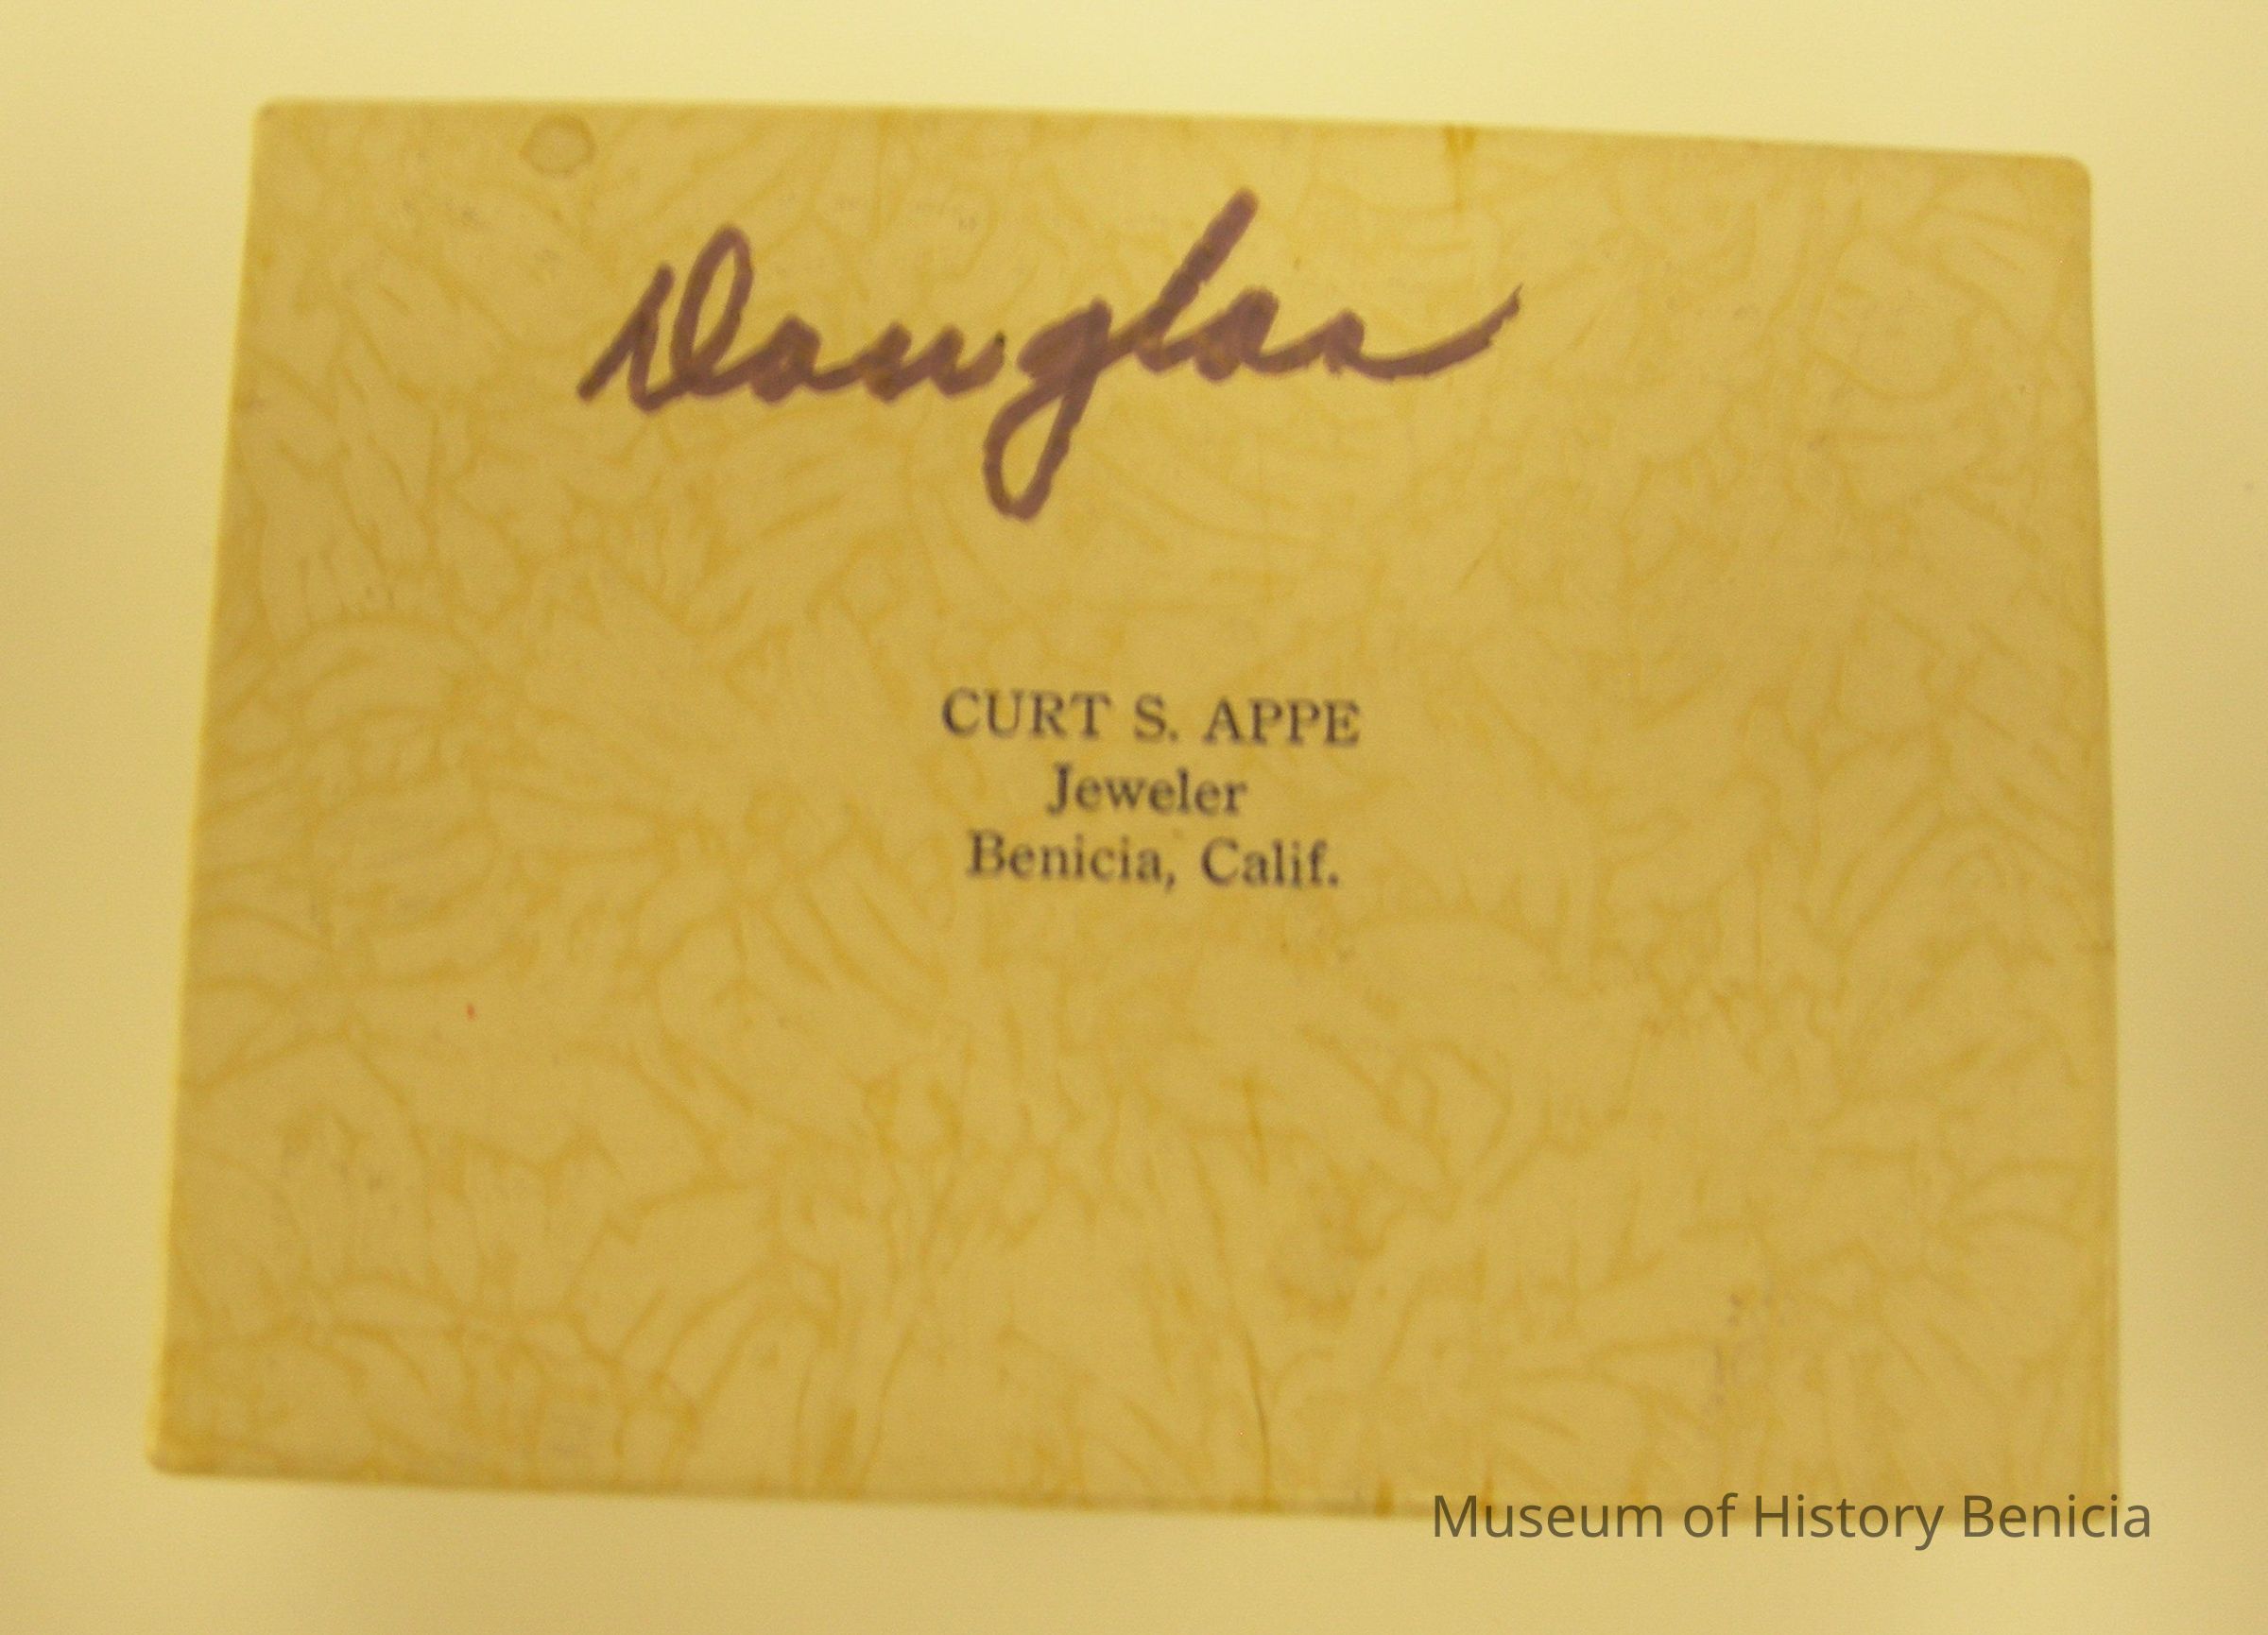 Douglas
CURT S. APPE
Jeweler
Benicia, Calif.
Museum of History Benicia